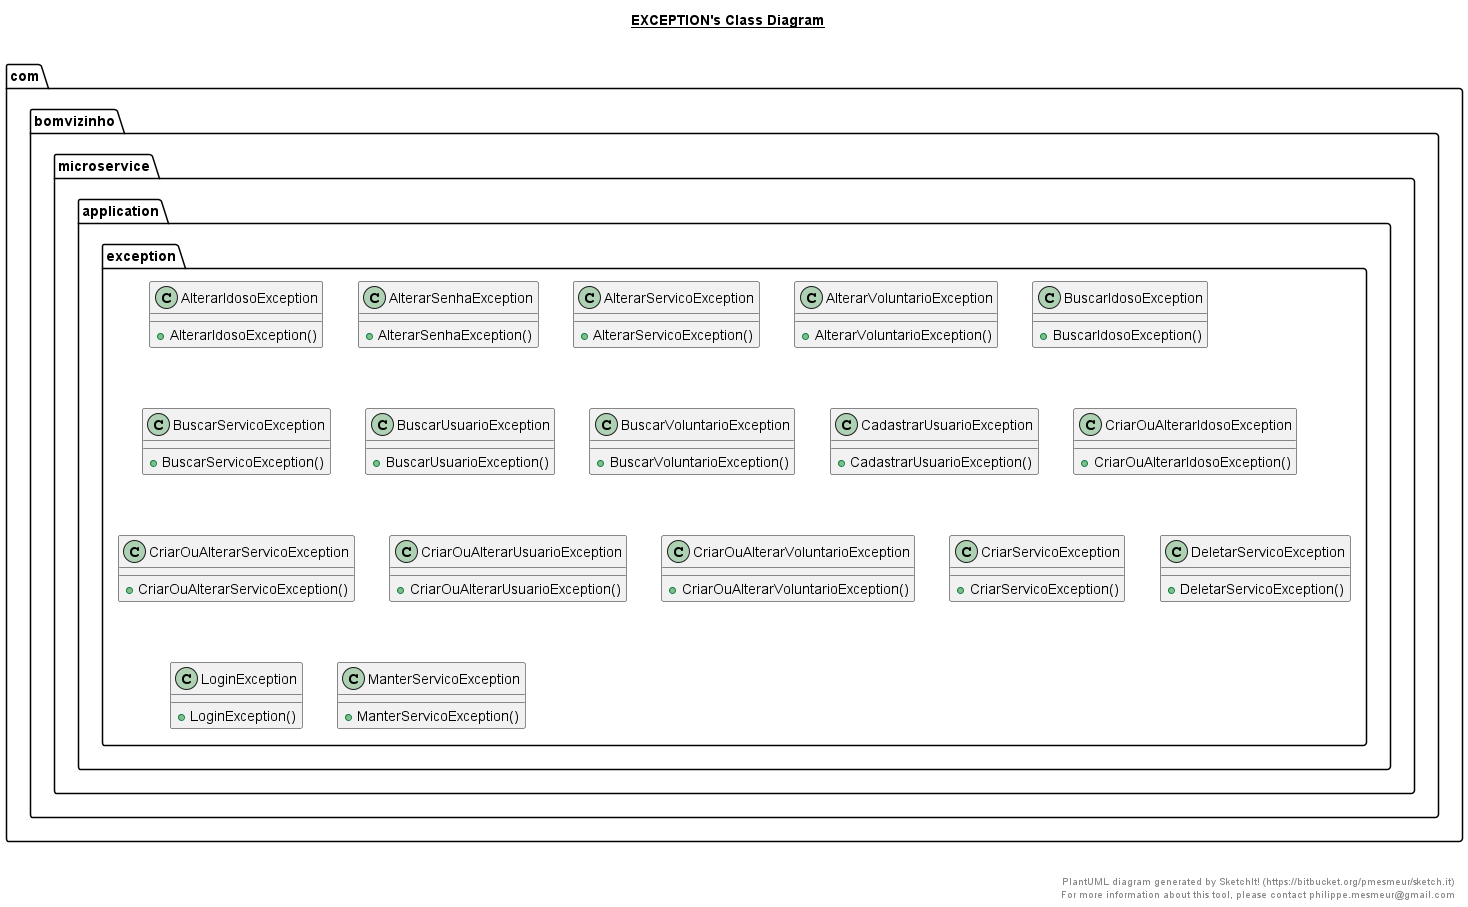 EXCEPTION's Class Diagram
com
bomvizinho
microservice
application
exception
C AlterarIdosoException
AlterarIdosoException()
C AlterarSenhaException
AlterarSenhaException()
C AlterarServicoException
AlterarServicoException()
C AlterarVoluntarioException
AlterarVoluntarioException()
C BuscarIdosoException
BuscarIdosoException()
C BuscarServicoException
BuscarServicoException()
C BuscarUsuarioException
BuscarUsuarioException()
C BuscarVoluntarioException
BuscarVoluntarioException()
C CadastrarUsuarioException
CadastrarUsuarioException()
C CriarOuAlterarIdosoException
CriarOuAlterarIdosoException()
C CriarOuAlterarServicoException
CriarOuAlterarServicoException()
C CriarOuAlterarUsuarioException
CriarOuAlterarUsuarioException()
C CriarOuAlterarVoluntarioException
CriarOuAlterarVoluntarioException()
C CriarServicoException
CriarServicoException()
C DeletarServicoException
DeletarServicoException()
C LoginException
LoginException()
C ManterServicoException
ManterServicoException()
PlantUML diagram generated by SketchIt! (https://bitbucket.org/pmesmeur/sketch.it)
For more information about this tool, please contact philippe.mesmeur@gmail.com